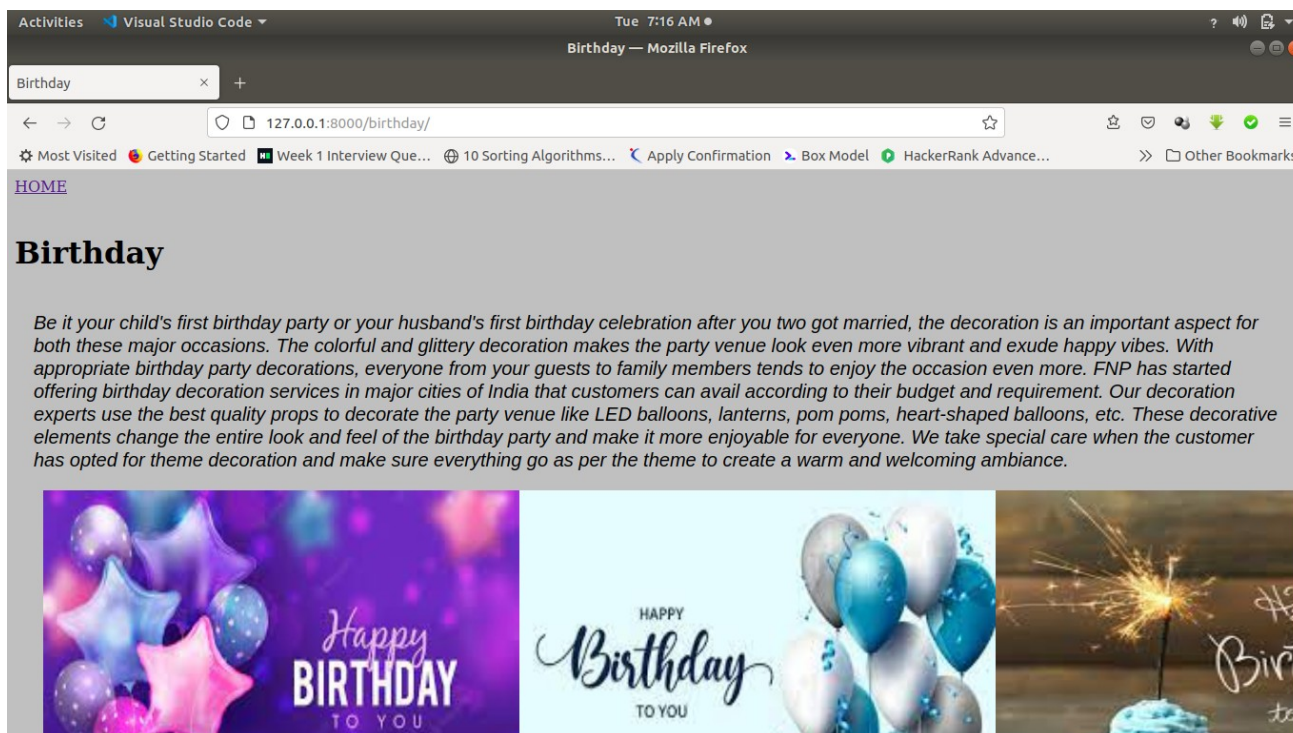 Activities Visual Studio Code Tue 7:16 AM
Birthday — Mozilla Firefox
Birthday
127.0.0.1:8000/birthday/
Most Visited Getting Started Week 1 Interview Que... 10 Sorting Algorithms... Apply Confirmation Box Model HackerRank Advance... Other Bookmarks
HOME
Birthday
Be it your child's first birthday party or your husband's first birthday celebration after you two got married, the decoration is an important aspect for
both these major occasions. The colorful and glittery decoration makes the party venue look even more vibrant and exude happy vibes. With
appropriate birthday party decorations, everyone from your guests to family members tends to enjoy the occasion even more. FNP has started
offering birthday decoration services in major cities of India that customers can avail according to their budget and requirement. Our decoration
experts use the best quality props to decorate the party venue like LED balloons, lanterns, pom poms, heart-shaped balloons, etc. These decorative
elements change the entire look and feel of the birthday party and make it more enjoyable for everyone. We take special care when the customer
has opted for theme decoration and make sure everything go as per the theme to create a warm and welcoming ambiance.
Happy
BIRTHDAY
TO YOU
HAPPY
Birthday
TO YOU